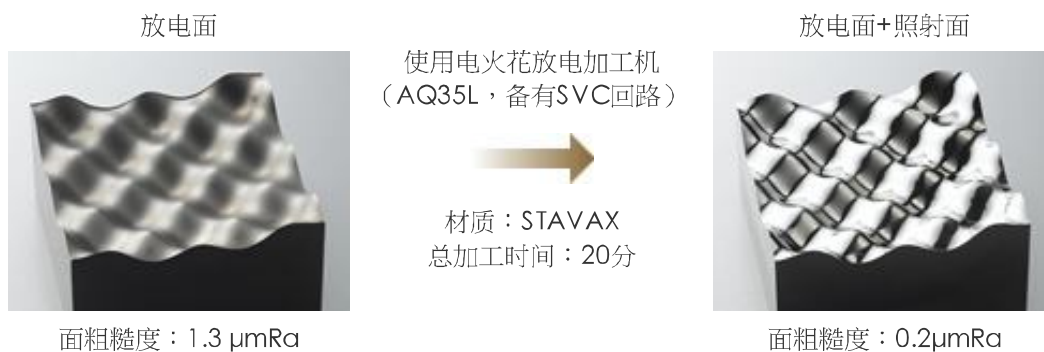 放电面
放电面+照射面
使用电火花放电加工机
（AQ35L，备有SVC回路）
材质：STAVAX
总加工时间：20分
面粗糙度：1.3 µmRa
面粗糙度：0.2µmRa